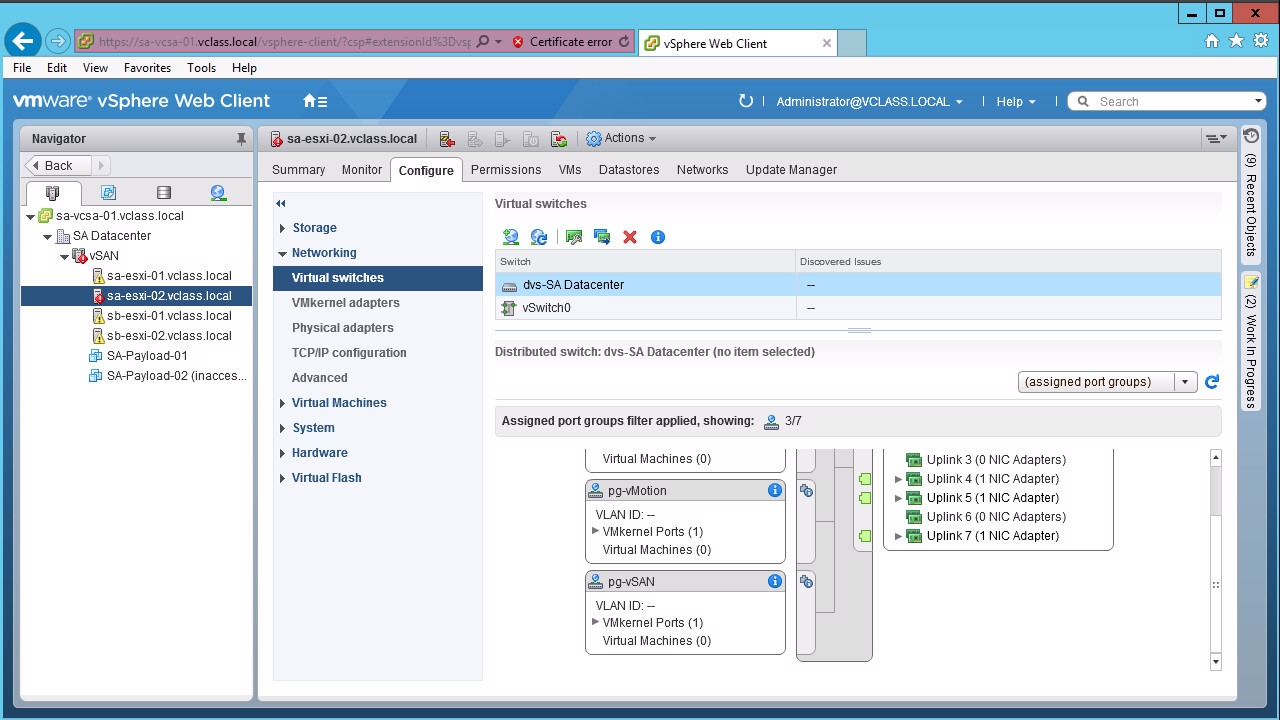 https://sa-vcsa-01.vclass.local/vsphere-client/?csp#extensionId%3Dvsp
Certificate error
vSphere Web Client
File Edit View Favorites Tools Help
vmware® vSphere Web Client
Administrator@VCLASS.LOCAL
Help
Search
Navigator
Back
sa-vcsa-01.vclass.local
SA Datacenter
vSAN
sa-esxi-01.vclass.local
sa-esxi-02.vclass.local
sb-esxi-01.vclass.local
sb-esxi-02.vclass.local
SA-Payload-01
SA-Payload-02 (inacces...
sa-esxi-02.vclass.local
Actions
Summary Monitor Configure Permissions VMs Datastores Networks Update Manager
Storage
Networking
Virtual switches
VMkernel adapters
Physical adapters
TCP/IP configuration
Advanced
Virtual Machines
System
Hardware
Virtual Flash
Virtual switches
Switch Discovered Issues
dvs-SA Datacenter --
vSwitch0 --
Distributed switch: dvs-SA Datacenter (no item selected)
(assigned port groups)
Assigned port groups filter applied, showing: 3/7
Virtual Machines (0)
pg-vMotion
VLAN ID: --
VMkernel Ports (1)
Virtual Machines (0)
pg-vSAN
VLAN ID: --
VMkernel Ports (1)
Virtual Machines (0)
Uplink 3 (0 NIC Adapters)
Uplink 4 (1 NIC Adapter)
Uplink 5 (1 NIC Adapter)
Uplink 6 (0 NIC Adapters)
Uplink 7 (1 NIC Adapter)
(9) Recent Objects
(2) Work In Progress